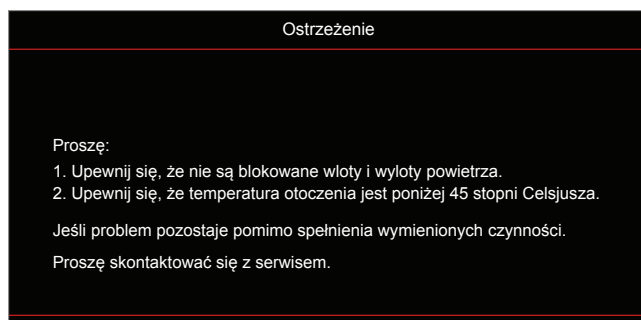 Ostrzeżenie
Proszę:
1. Upewnij się, że nie są blokowane wloty i wyloty powietrza.
2. Upewnij się, że temperatura otoczenia jest poniżej 45 stopni Celsjusza.
Jeśli problem pozostaje pomimo spełnienia wymienionych czynności.
Proszę skontaktować się z serwisem.